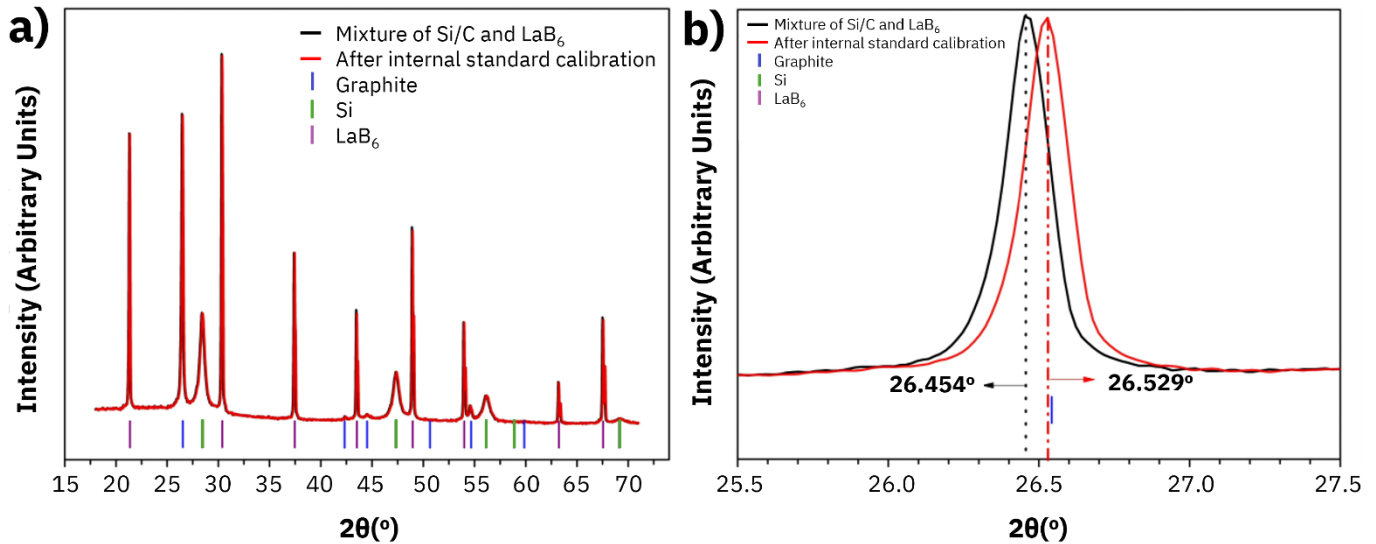 a)
Mixture of Si/C and LaB₆
After internal standard calibration
Graphite
Si
LaB₆
Intensity (Arbitrary Units)
15 20 25 30 35 40 45 50 55 60 65 70
2θ(º)
b)
Mixture of Si/C and LaB₆
After internal standard calibration
Graphite
Si
LaB₆
Intensity (Arbitrary Units)
26.454º
26.529º
25.5 26.0 26.5 27.0 27.5
2θ(º)